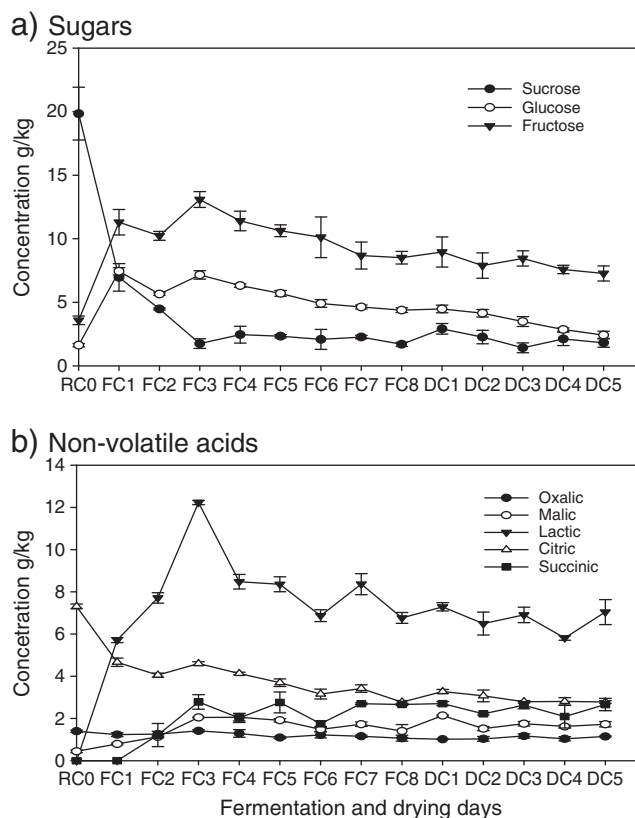 a) Sugars
25
20
15
10
5
0
Concentration g/kg
Sucrose
Glucose
Fructose
RC0 FC1 FC2 FC3 FC4 FC5 FC6 FC7 FC8 DC1 DC2 DC3 DC4 DC5
b) Non-volatile acids
14
12
10
8
6
4
2
0
Concetration g/kg
Oxalic
Malic
Lactic
Citric
Succinic
RC0 FC1 FC2 FC3 FC4 FC5 FC6 FC7 FC8 DC1 DC2 DC3 DC4 DC5
Fermentation and drying days